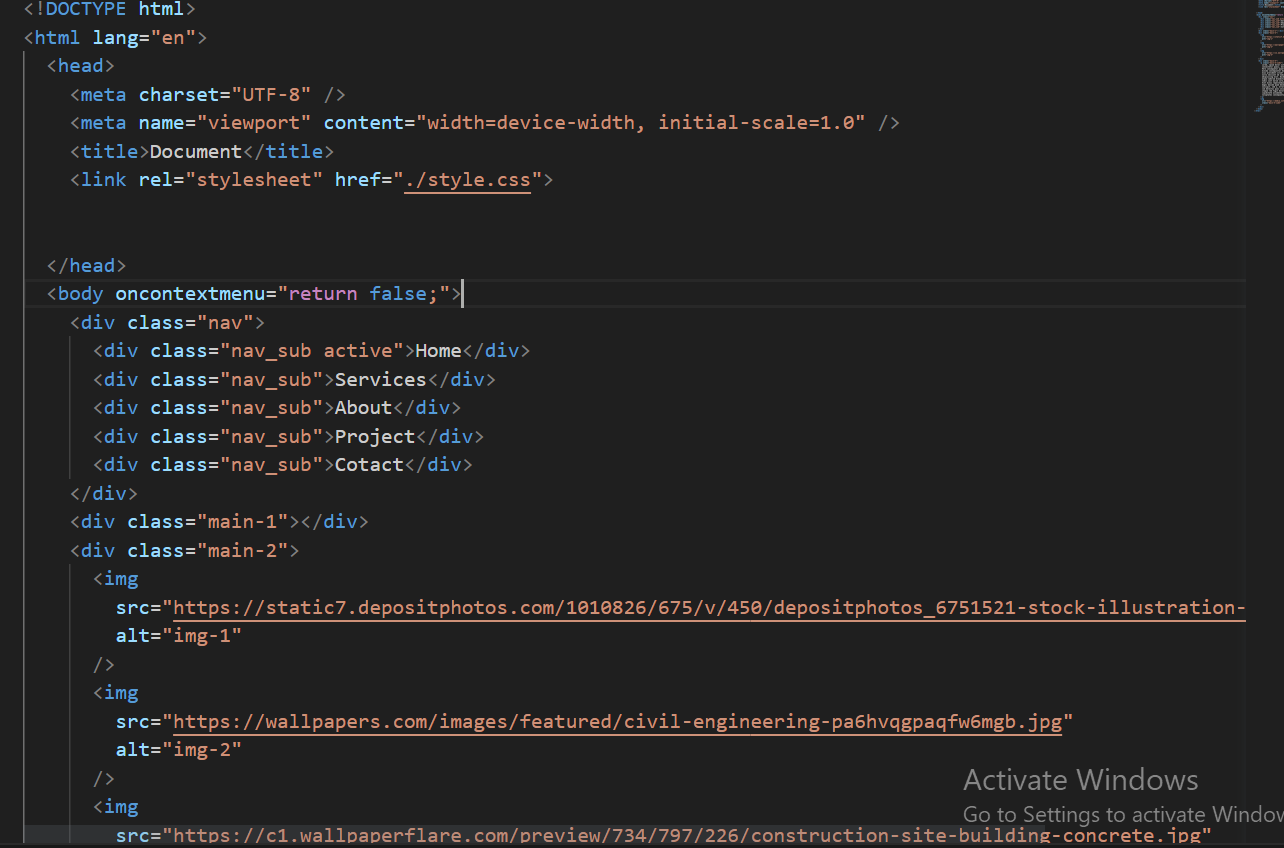 <!DOCTYPE html>
<html lang="en">
<head>
<meta charset="UTF-8" />
<meta name="viewport" content="width=device-width, initial-scale=1.0" />
<title>Document</title>
<link rel="stylesheet" href="./style.css">
</head>
<body oncontextmenu="return false;">
<div class="nav">
<div class="nav_sub active">Home</div>
<div class="nav_sub">Services</div>
<div class="nav_sub">About</div>
<div class="nav_sub">Project</div>
<div class="nav_sub">Cotact</div>
</div>
<div class="main-1"></div>
<div class="main-2">
<img
src="https://static7.depositphotos.com/1010826/675/v/450/depositphotos_6751521-stock-illustration-
alt="img-1"
/>
<img
src="https://wallpapers.com/images/featured/civil-engineering-pa6hvqgpaqfw6mgb.jpg"
alt="img-2"
/>
<img
src="https://c1.wallpaperflare.com/preview/734/797/226/construction-site-building-concrete.jpg"
Activate Windows
Go to Settings to activate Window